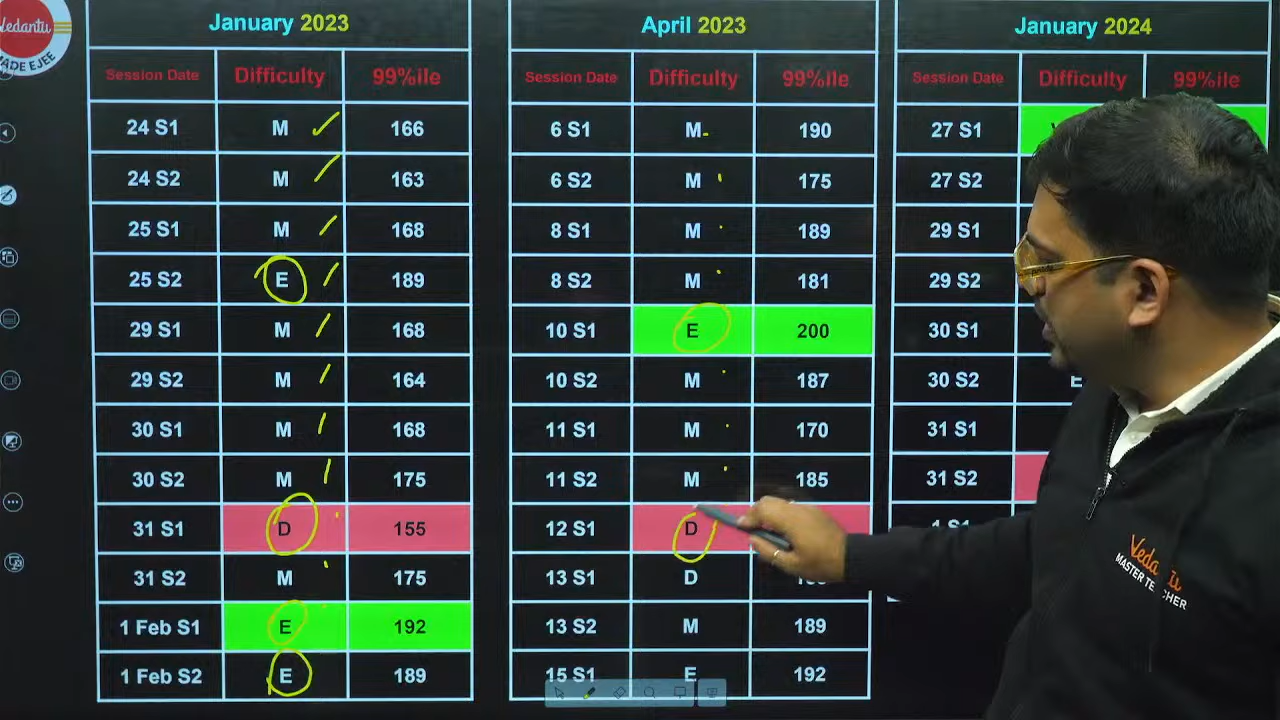 Vedantu
MADE EJEE
January 2023
Session Date Difficulty 99%ile
24 S1 M 166
24 S2 M 163
25 S1 M 168
25 S2 E 189
29 S1 M 168
29 S2 M 164
30 S1 M 168
30 S2 M 175
31 S1 D 155
31 S2 M 175
1 Feb S1 E 192
1 Feb S2 E 189
April 2023
Session Date Difficulty 99%ile
6 S1 M 190
6 S2 M 175
8 S1 M 189
8 S2 M 181
10 S1 E 200
10 S2 M 187
11 S1 M 170
11 S2 M 185
12 S1 D
13 S1 D
13 S2 M 189
15 S1 E 192
January 2024
Session Date Difficulty 99%ile
27 S1
27 S2
29 S1
29 S2
30 S1
30 S2 E
31 S1
31 S2
1 S1
Vedantu
MASTER TEACHER